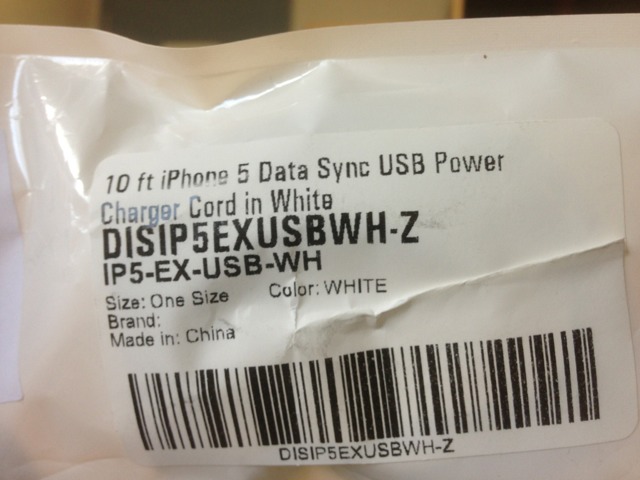 10 ft iPhone 5 Data Sync USB Power
Charger Cord in White
DISIP5EXUSBWH-Z
IP5-EX-USB-WH
Size: One Size Color: WHITE
Brand:
Made in: China
DISIP5EXUSBWH-Z